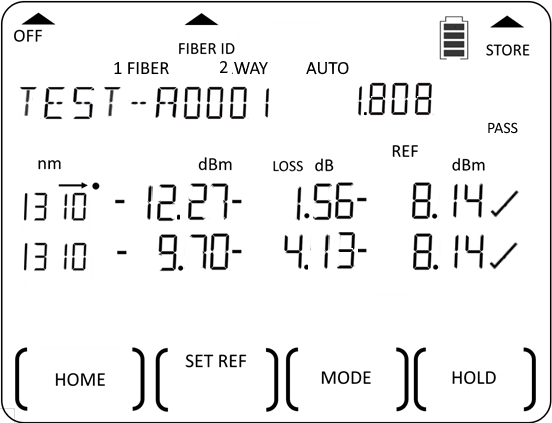 OFF
FIBER ID
STORE
1 FIBER 2 WAY AUTO
TEST--A0001 1.808
PASS
nm dBm LOSS dB REF dBm
1310 - 12.27- 1.56- 8.14✓
1310 - 9.70- 4.13- 8.14✓
HOME SET REF MODE HOLD